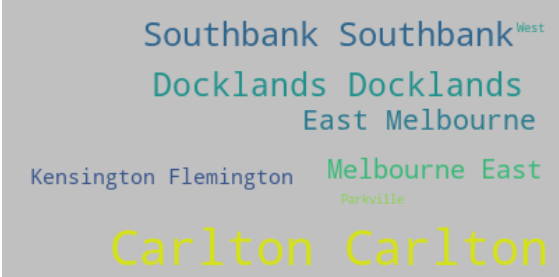 Southbank Southbank West
Docklands Docklands
East Melbourne
Melbourne East
Kensington Flemington
Parkville
Carlton Carlton